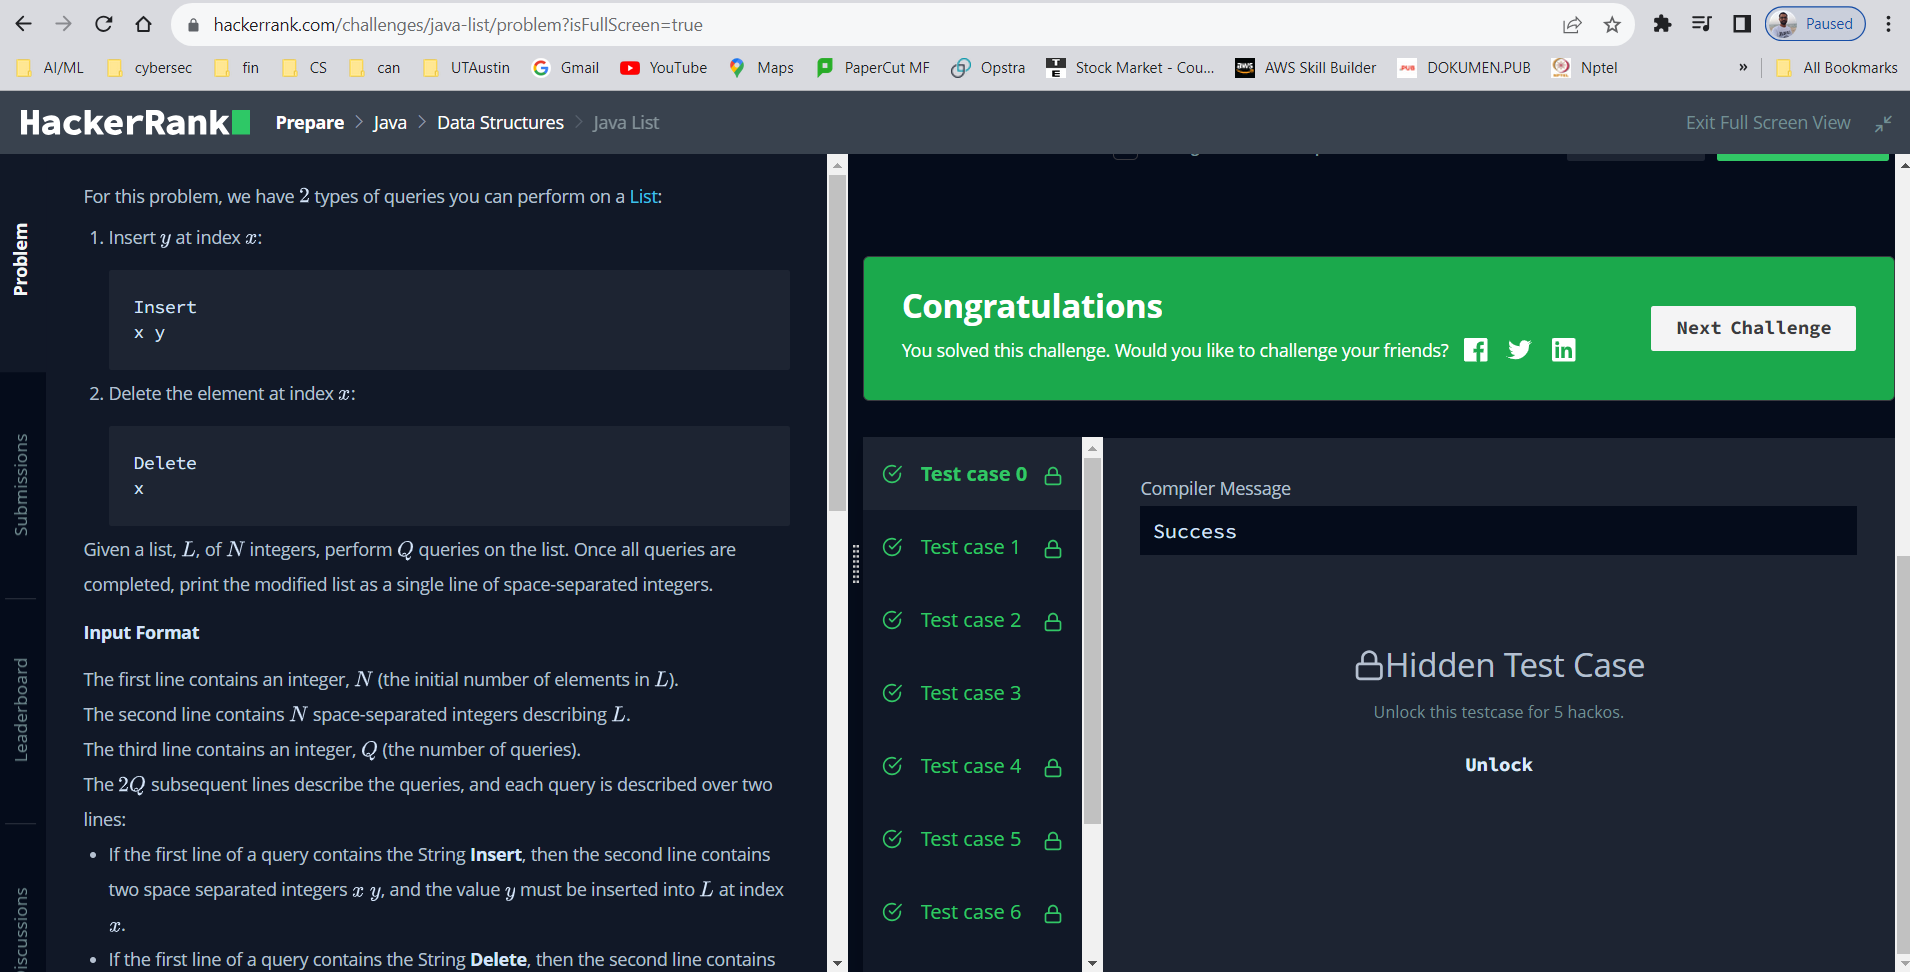 hackerrank.com/challenges/java-list/problem?isFullScreen=true
Paused
AI/ML cybersec fin CS can UTAustin Gmail YouTube Maps PaperCut MF Opstra Stock Market - Cou... AWS Skill Builder DOKUMEN.PUB Nptel » All Bookmarks
HackerRank Prepare > Java > Data Structures > Java List
Exit Full Screen View
Problem
Submissions
Leaderboard
For this problem, we have 2 types of queries you can perform on a List:
1. Insert y at index x:
Insert
x y
2. Delete the element at index x:
Delete
x
Given a list, L, of N integers, perform Q queries on the list. Once all queries are
completed, print the modified list as a single line of space-separated integers.
Input Format
The first line contains an integer, N (the initial number of elements in L).
The second line contains N space-separated integers describing L.
The third line contains an integer, Q (the number of queries).
The 2Q subsequent lines describe the queries, and each query is described over two
lines:
• If the first line of a query contains the String Insert, then the second line contains
two space separated integers x y, and the value y must be inserted into L at index
x.
• If the first line of a query contains the String Delete, then the second line contains
Congratulations
You solved this challenge. Would you like to challenge your friends?
Next Challenge
Test case 0
Test case 1
Test case 2
Test case 3
Test case 4
Test case 5
Test case 6
Compiler Message
Success
Hidden Test Case
Unlock this testcase for 5 hackos.
Unlock